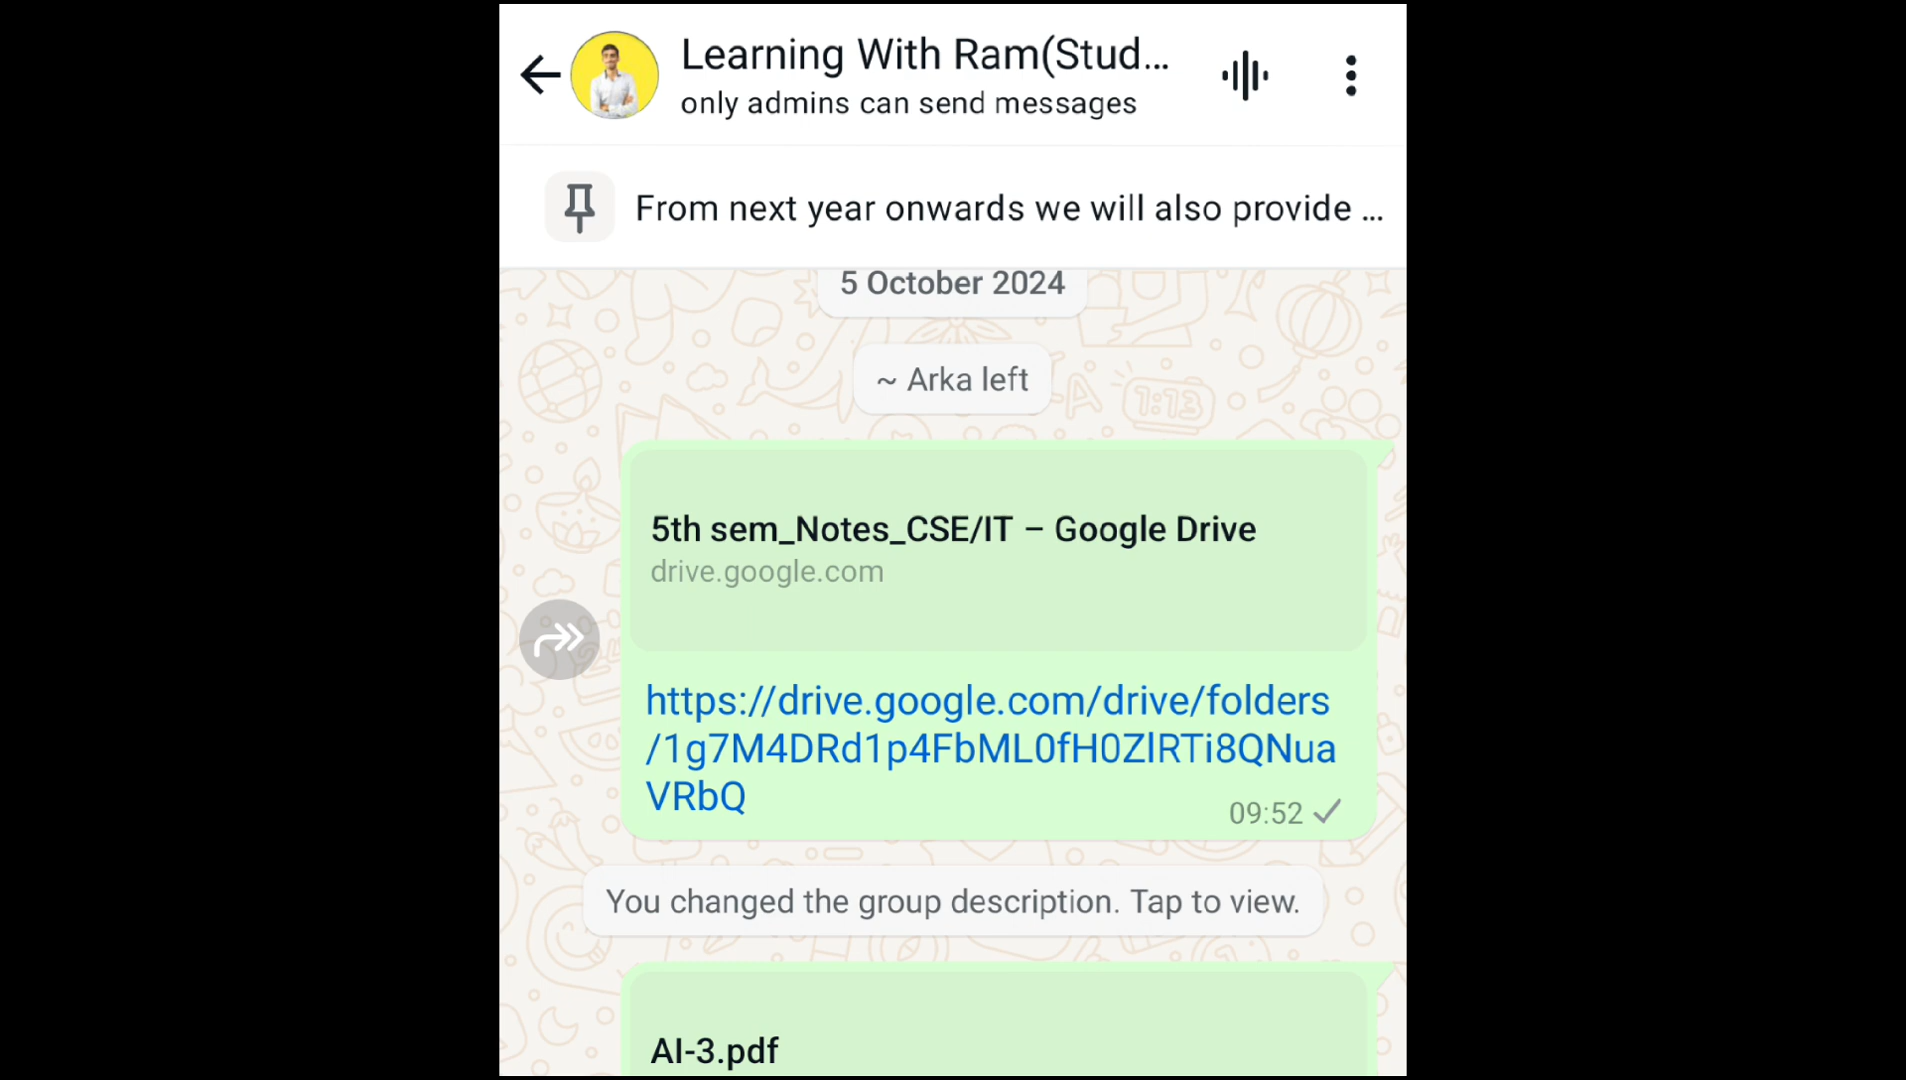 Learning With Ram(Stud...
only admins can send messages
From next year onwards we will also provide ...
5 October 2024
~ Arka left
5th sem_Notes_CSE/IT – Google Drive
drive.google.com
https://drive.google.com/drive/folders
/1g7M4DRd1p4FbML0fH0ZlRTi8QNua
VRbQ
09:52
You changed the group description. Tap to view.
AI-3.pdf